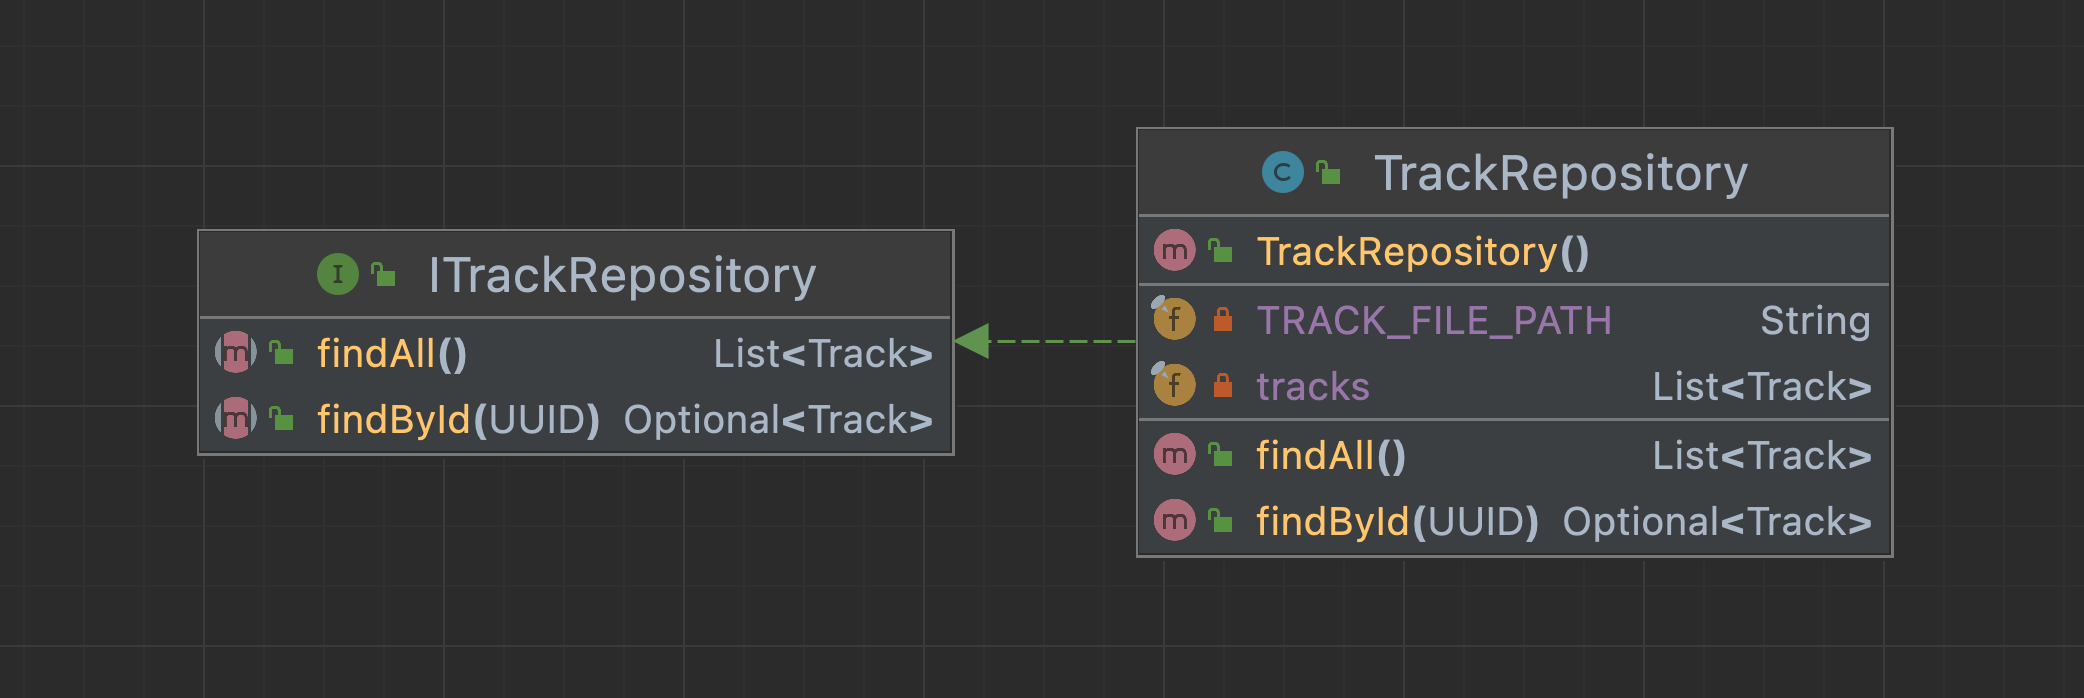 I ITrackRepository
m findAll() List<Track>
m findById(UUID) Optional<Track>
C TrackRepository
m TrackRepository()
f TRACK_FILE_PATH String
f tracks List<Track>
m findAll() List<Track>
m findById(UUID) Optional<Track>